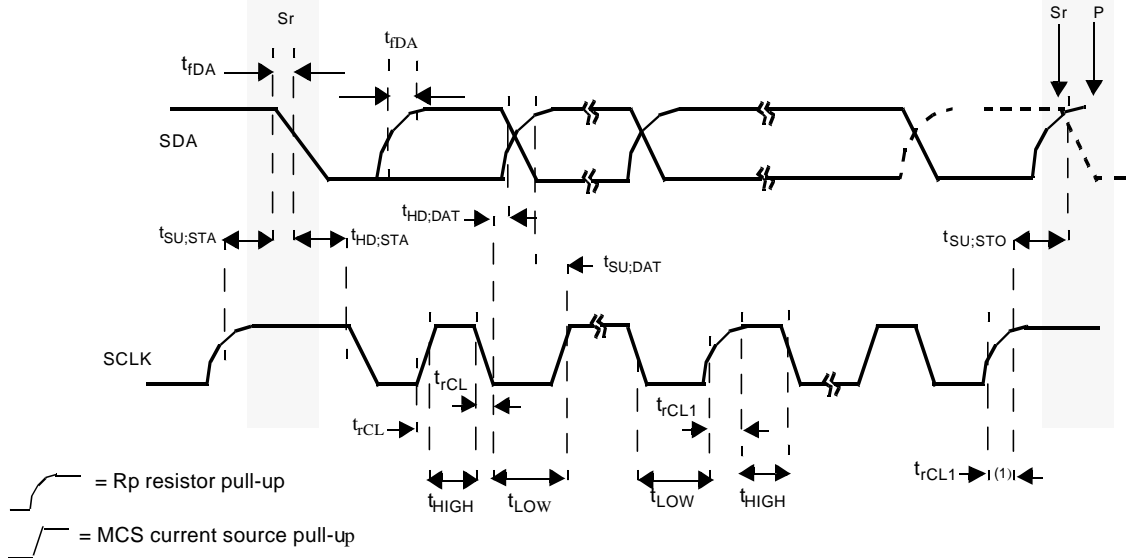 Sr
Sr P
tfDA
tfDA
SDA
tHD;DAT
tSU;STA
tHD;STA
tSU;STO
tSU;DAT
SCLK
trCL
trCL1
trCL
trCL1 (1)
tHIGH
tLOW
tLOW
tHIGH
= Rp resistor pull-up
= MCS current source pull-up